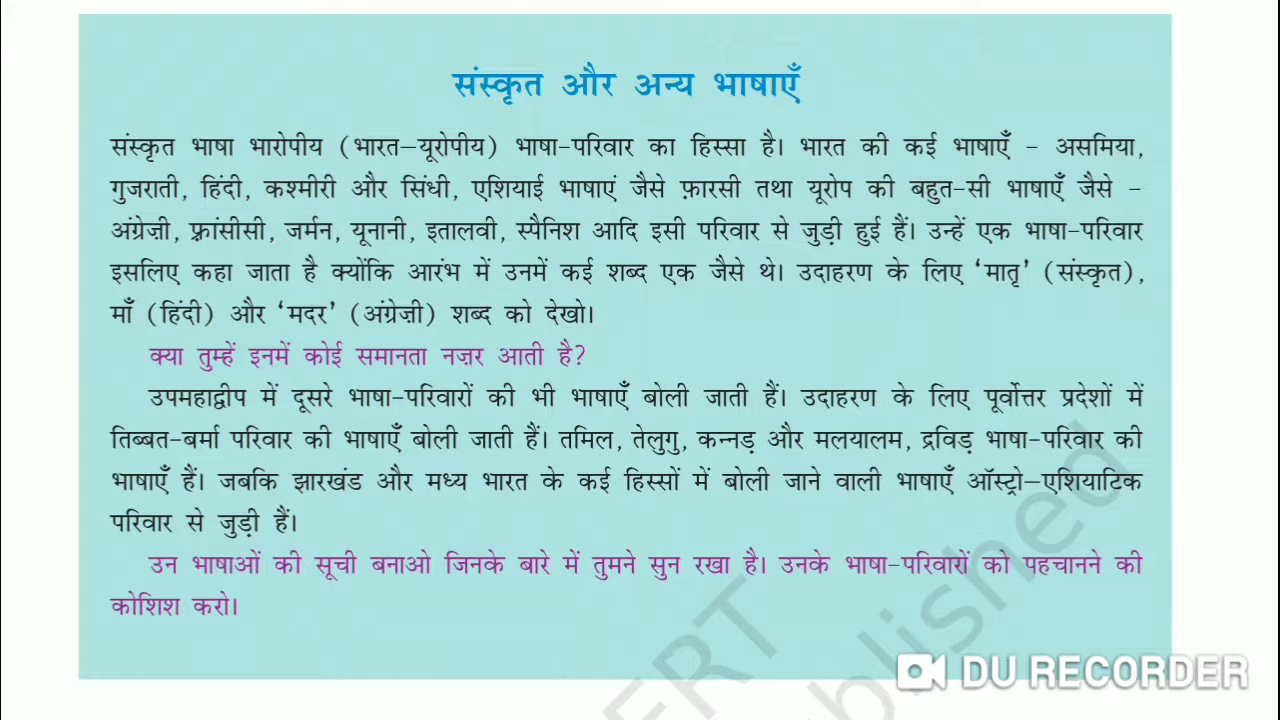 संस्कृत और अन्य भाषाएँ
संस्कृत भाषा भारोपीय (भारत–यूरोपीय) भाषा-परिवार का हिस्सा है। भारत की कई भाषाएँ - असमिया,
गुजराती, हिंदी, कश्मीरी और सिंधी, एशियाई भाषाएं जैसे फ़ारसी तथा यूरोप की बहुत-सी भाषाएँ जैसे -
अंग्रेज़ी, फ़्रांसीसी, जर्मन, यूनानी, इतालवी, स्पैनिश आदि इसी परिवार से जुड़ी हुई हैं। उन्हें एक भाषा-परिवार
इसलिए कहा जाता है क्योंकि आरंभ में उनमें कई शब्द एक जैसे थे। उदाहरण के लिए ‘मातृ’ (संस्कृत),
माँ (हिंदी) और ‘मदर’ (अंग्रेज़ी) शब्द को देखो।
क्या तुम्हें इनमें कोई समानता नज़र आती है?
उपमहाद्वीप में दूसरे भाषा-परिवारों की भी भाषाएँ बोली जाती हैं। उदाहरण के लिए पूर्वोत्तर प्रदेशों में
तिब्बत-बर्मा परिवार की भाषाएँ बोली जाती हैं। तमिल, तेलुगु, कन्नड़ और मलयालम, द्रविड़ भाषा-परिवार की
भाषाएँ हैं। जबकि झारखंड और मध्य भारत के कई हिस्सों में बोली जाने वाली भाषाएँ ऑस्ट्रो–एशियाटिक
परिवार से जुड़ी हैं।
उन भाषाओं की सूची बनाओ जिनके बारे में तुमने सुन रखा है। उनके भाषा-परिवारों को पहचानने की
कोशिश करो।
DU RECORDER